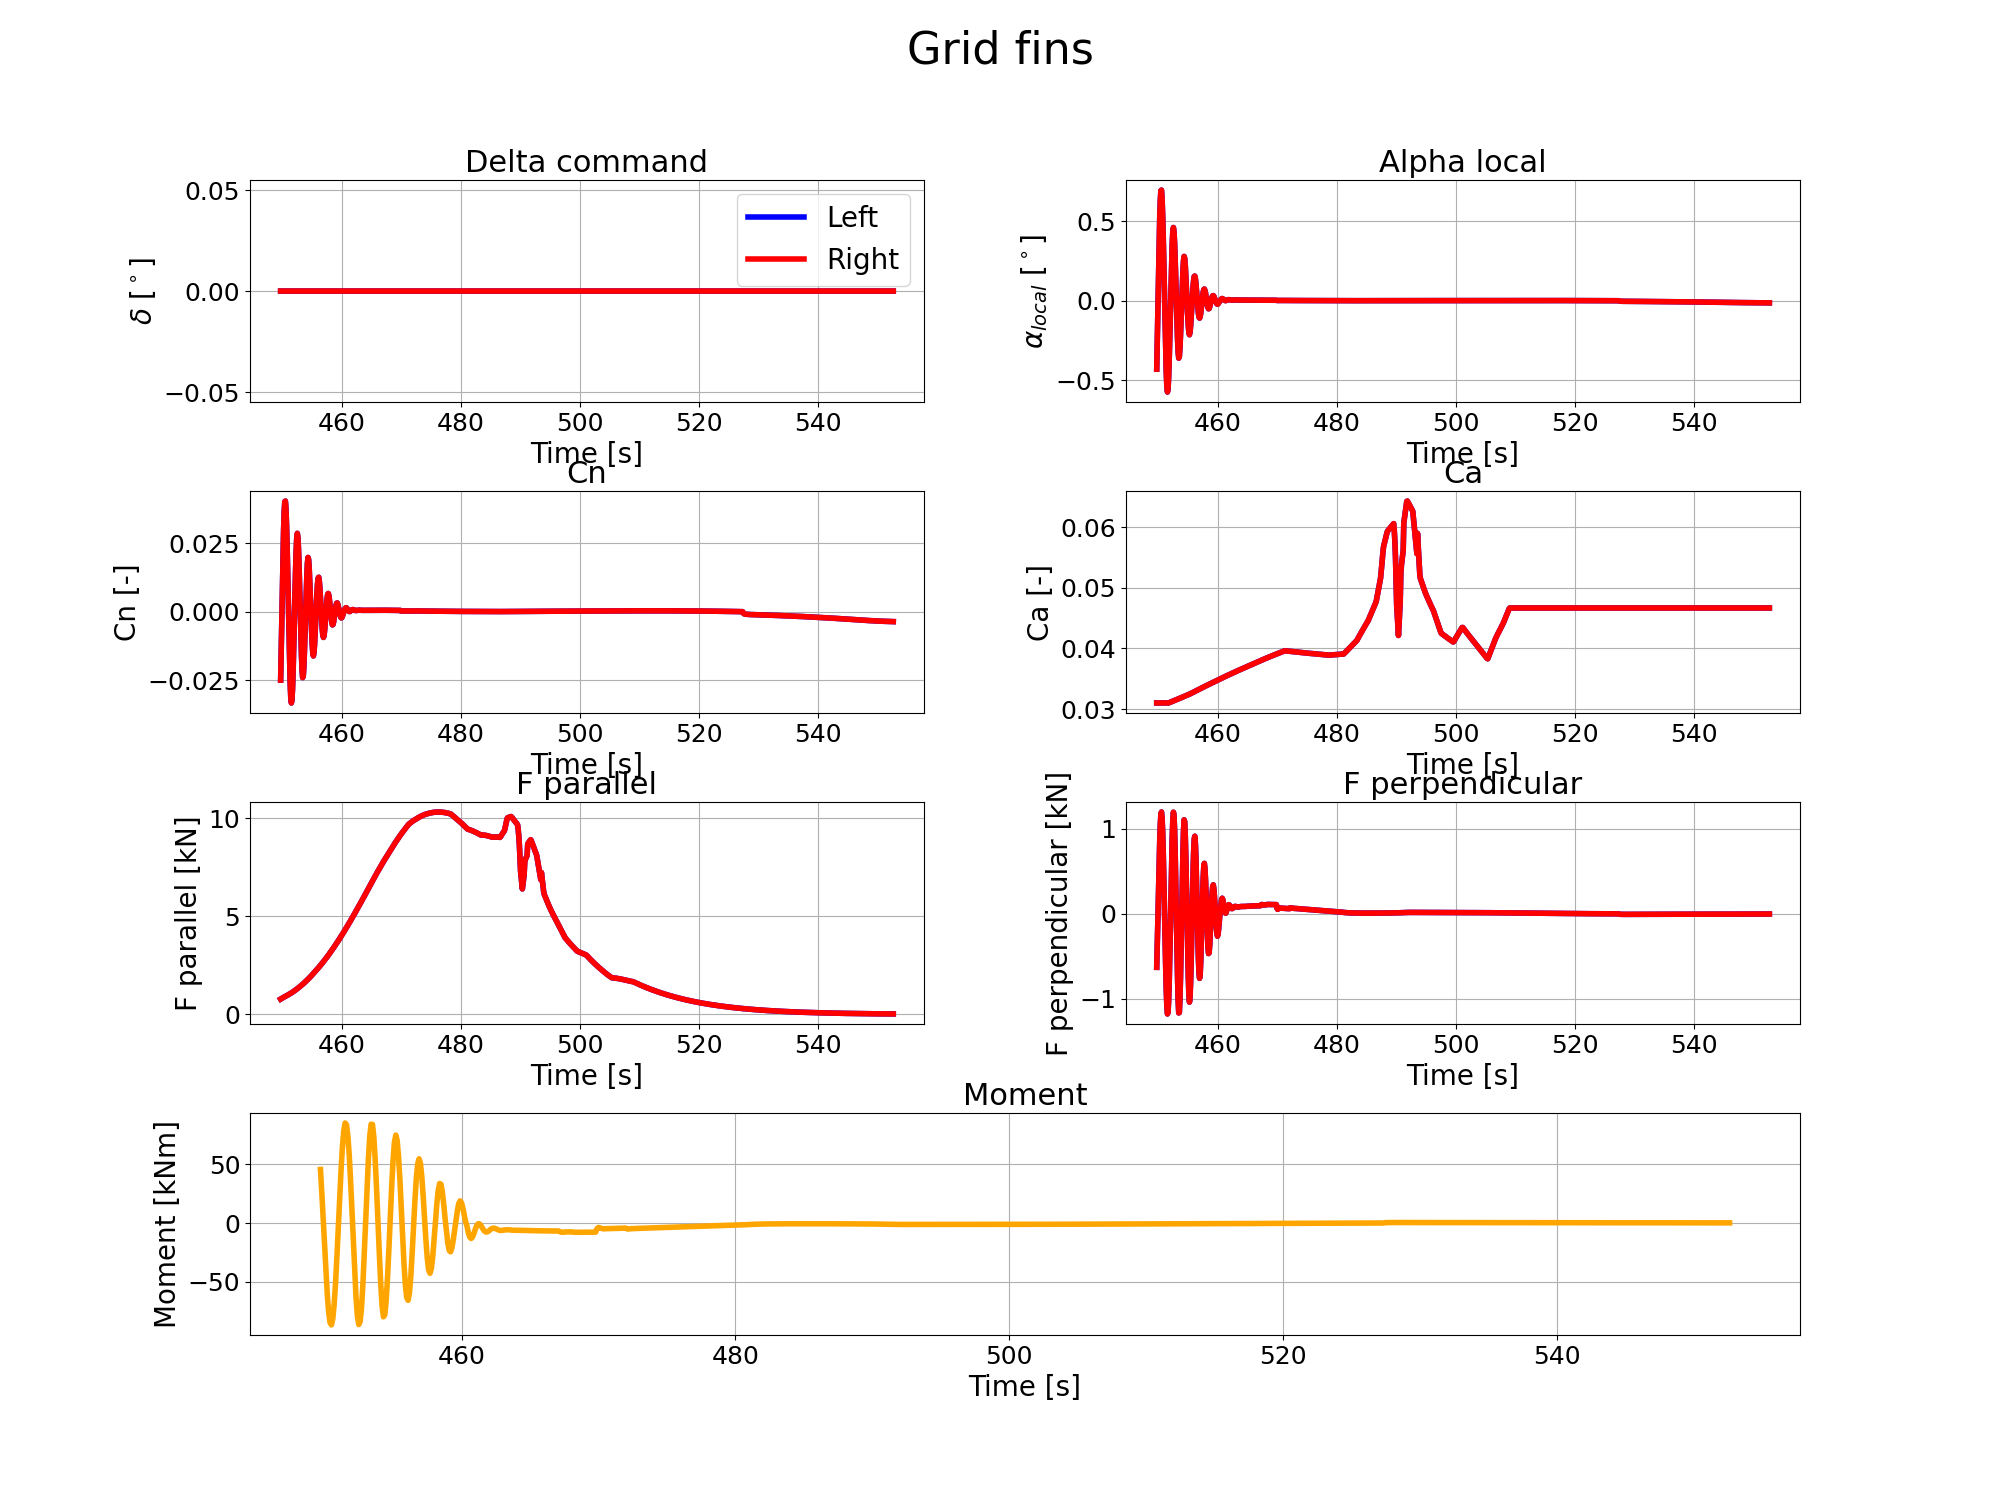 Grid fins
Delta command
δ [°]
0.05
0.00
−0.05
Left
Right
460 480 500 520 540
Time [s]
Alpha local
α_local [°]
0.5
0.0
−0.5
460 480 500 520 540
Time [s]
Cn
Cn [-]
0.025
0.000
−0.025
460 480 500 520 540
Time [s]
Ca
Ca [-]
0.06
0.05
0.04
0.03
460 480 500 520 540
Time [s]
F parallel
F parallel [kN]
10
5
0
460 480 500 520 540
Time [s]
F perpendicular
F perpendicular [kN]
1
0
−1
460 480 500 520 540
Time [s]
Moment
Moment [kNm]
50
0
−50
460 480 500 520 540
Time [s]